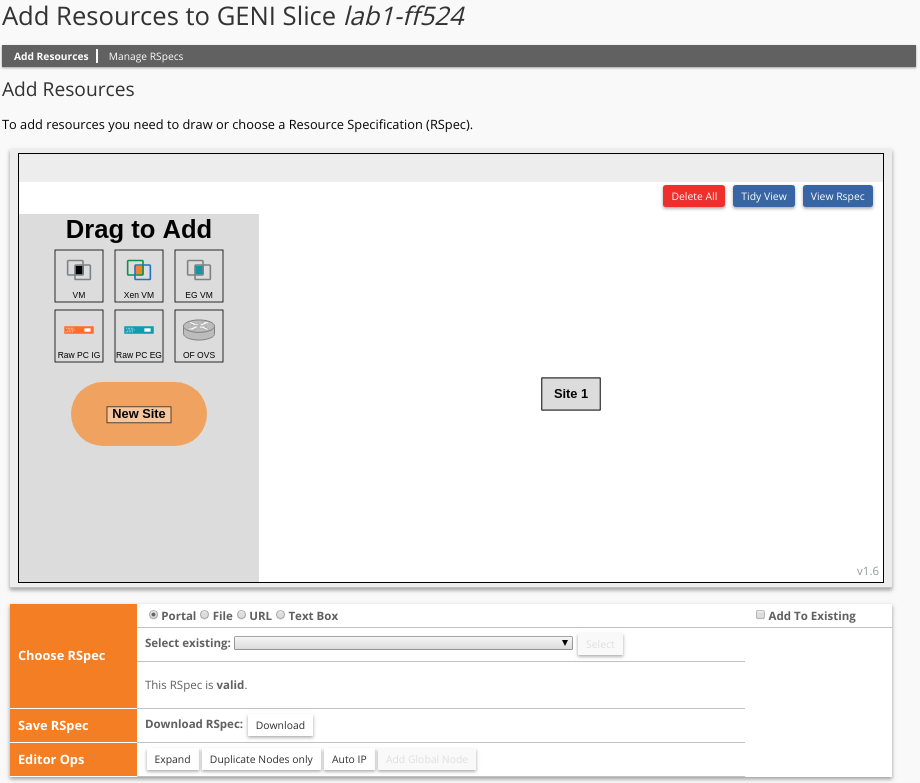 Add Resources to GENI Slice lab1-ff524
Add Resources | Manage RSpecs
Add Resources
To add resources you need to draw or choose a Resource Specification (RSpec).
Delete All Tidy View View Rspec
Drag to Add
VM Xen VM EG VM
Raw PC IG Raw PC EG OF OVS
New Site
Site 1
v1.6
Portal File URL Text Box Add To Existing
Choose RSpec
Select existing: Select
This RSpec is valid.
Save RSpec Download RSpec: Download
Editor Ops Expand Duplicate Nodes only Auto IP Add Global Node